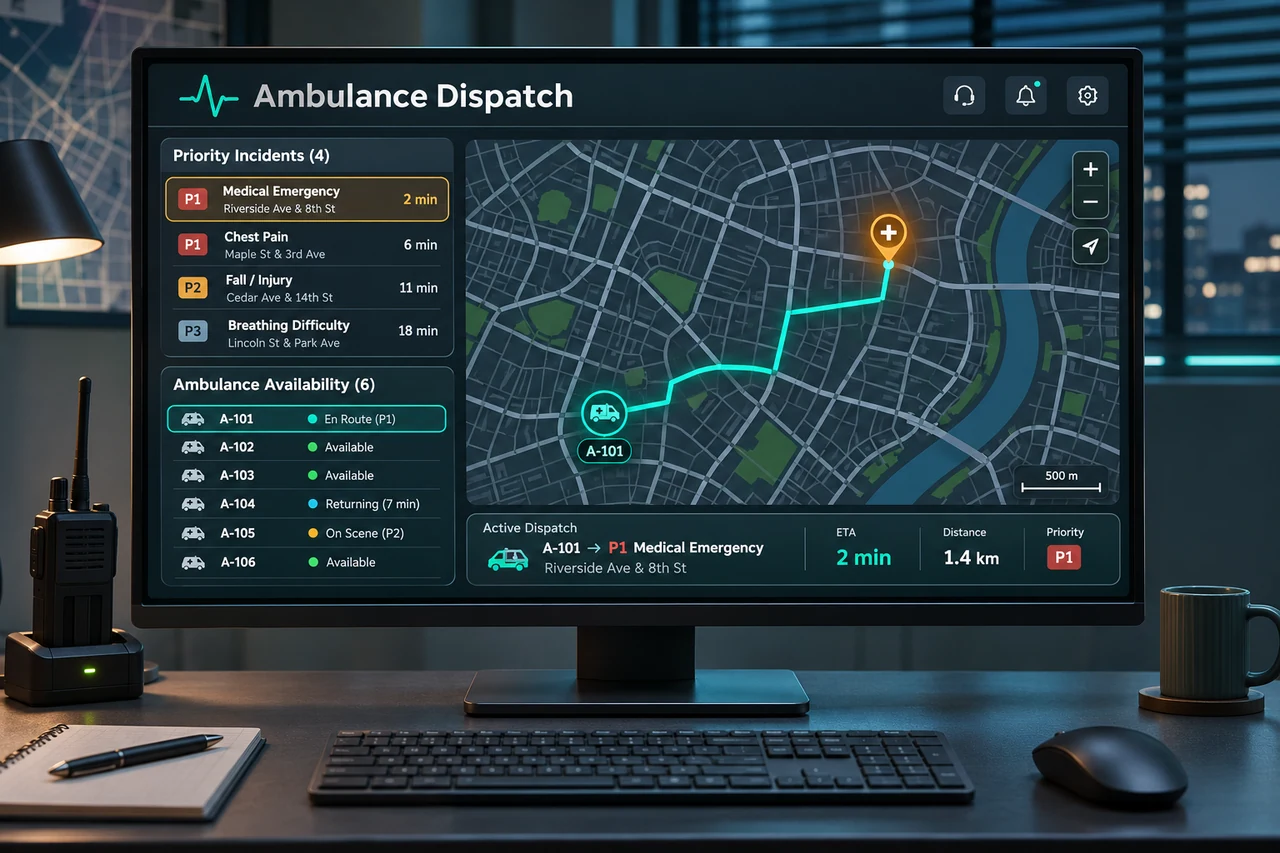 Ambulance Dispatch
Priority Incidents (4)
P1 Medical Emergency 2 min
Riverside Ave & 8th St
P1 Chest Pain 6 min
Maple St & 3rd Ave
P2 Fall / Injury 11 min
Cedar Ave & 14th St
P3 Breathing Difficulty 18 min
Lincoln St & Park Ave
Ambulance Availability (6)
A-101 En Route (P1)
A-102 Available
A-103 Available
A-104 Returning (7 min)
A-105 On Scene (P2)
A-106 Available
A-101
500 m
Active Dispatch
A-101 → P1 Medical Emergency
Riverside Ave & 8th St
ETA
2 min
Distance
1.4 km
Priority
P1